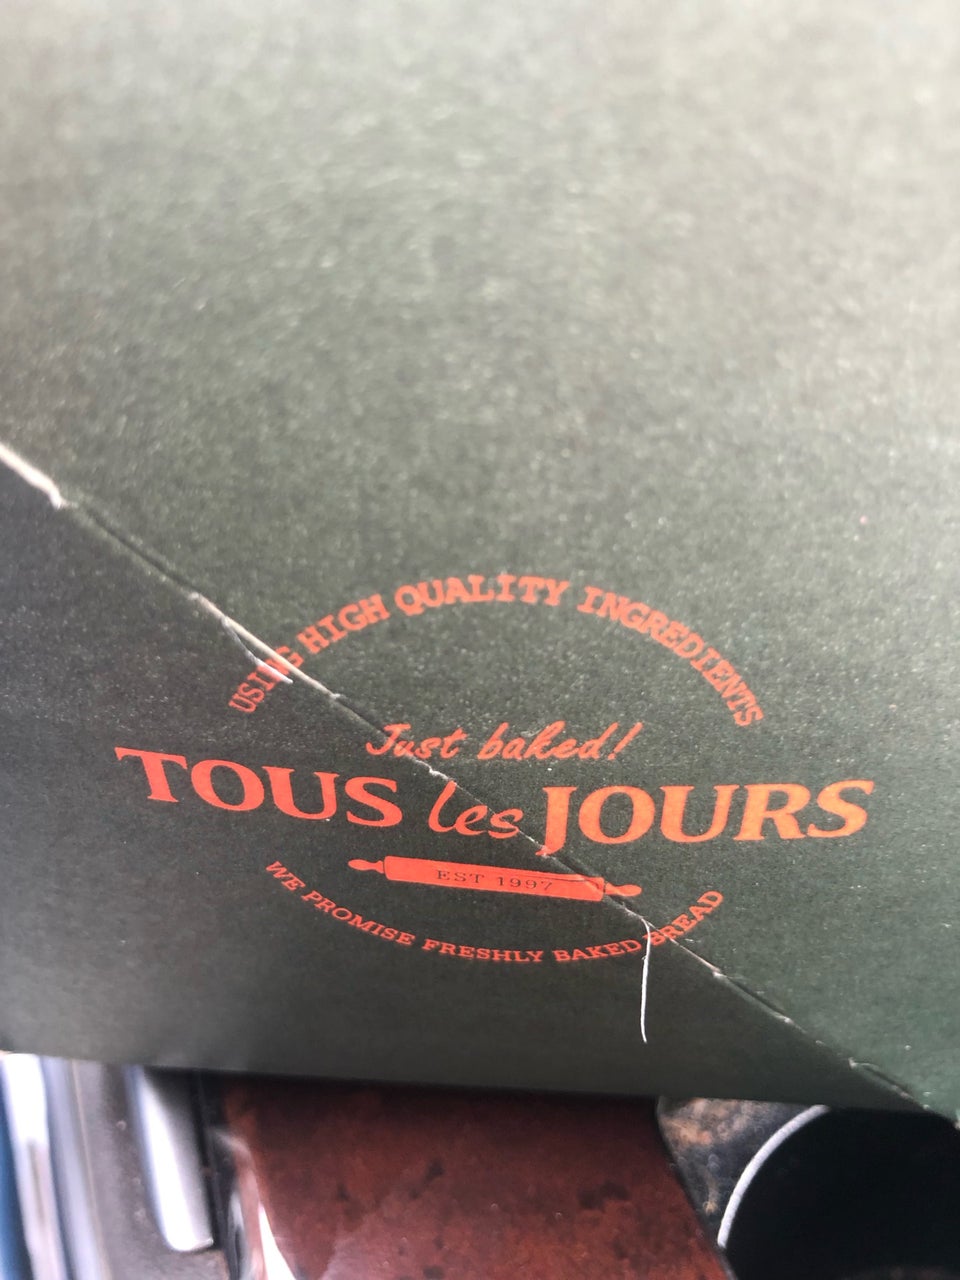 USING HIGH QUALITY INGREDIENTS
Just baked!
TOUS les JOURS
EST 1997
WE PROMISE FRESHLY BAKED BREAD